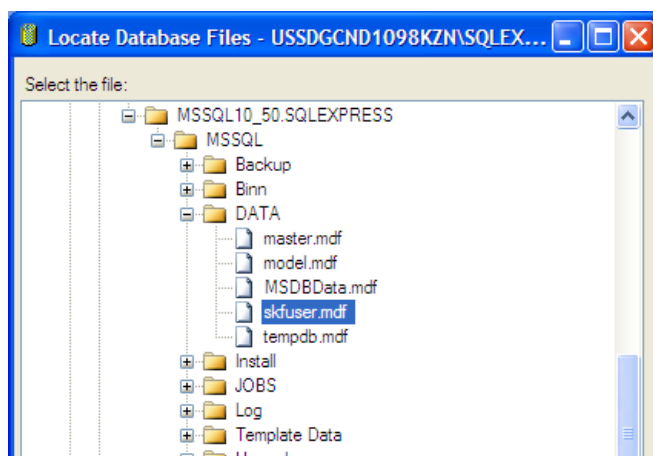 Locate Database Files - USSDGCND1098KZN\SQLEX...
Select the file:
MSSQL10_50.SQLEXPRESS
MSSQL
Backup
Binn
DATA
master.mdf
model.mdf
MSDBData.mdf
skfuser.mdf
tempdb.mdf
Install
JOBS
Log
Template Data